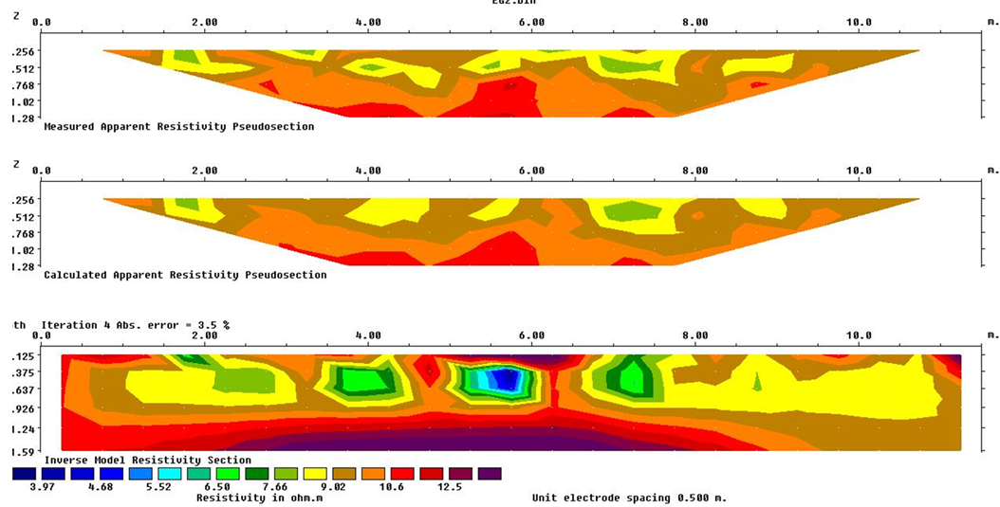 EG2.bin
Z 0.0 2.00 4.00 6.00 8.00 10.0 m.
.256
.512
.768
1.02
1.28
Measured Apparent Resistivity Pseudosection
Z 0.0 2.00 4.00 6.00 8.00 10.0 m.
.256
.512
.768
1.02
1.28
Calculated Apparent Resistivity Pseudosection
th Iteration 4 Abs. error = 3.5 %
0.0 2.00 4.00 6.00 8.00 10.0 m.
.125
.375
.637
.926
1.24
1.59
Inverse Model Resistivity Section
3.97 4.68 5.52 6.50 7.66 9.02 10.6 12.5
Resistivity in ohm.m Unit electrode spacing 0.500 m.